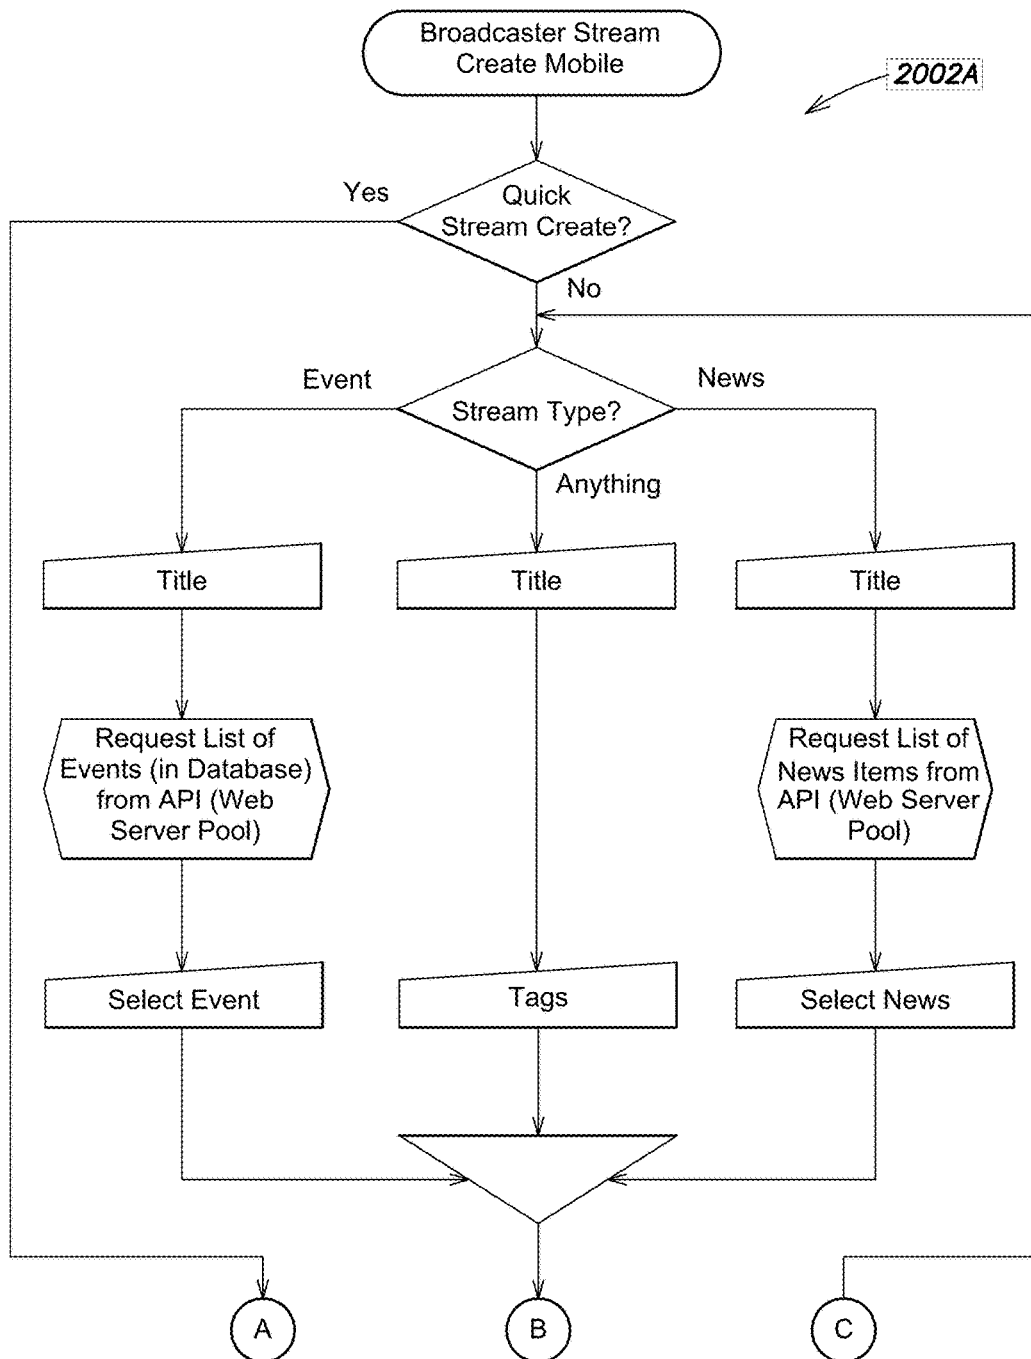 Broadcaster Stream
Create Mobile
2002A
Yes
Quick
Stream Create?
No
Event
News
Stream Type?
Anything
Title
Title
Title
Request List of
Events (in Database)
from API (Web
Server Pool)
Request List of
News Items from
API (Web Server
Pool)
Select Event
Tags
Select News
A
B
C